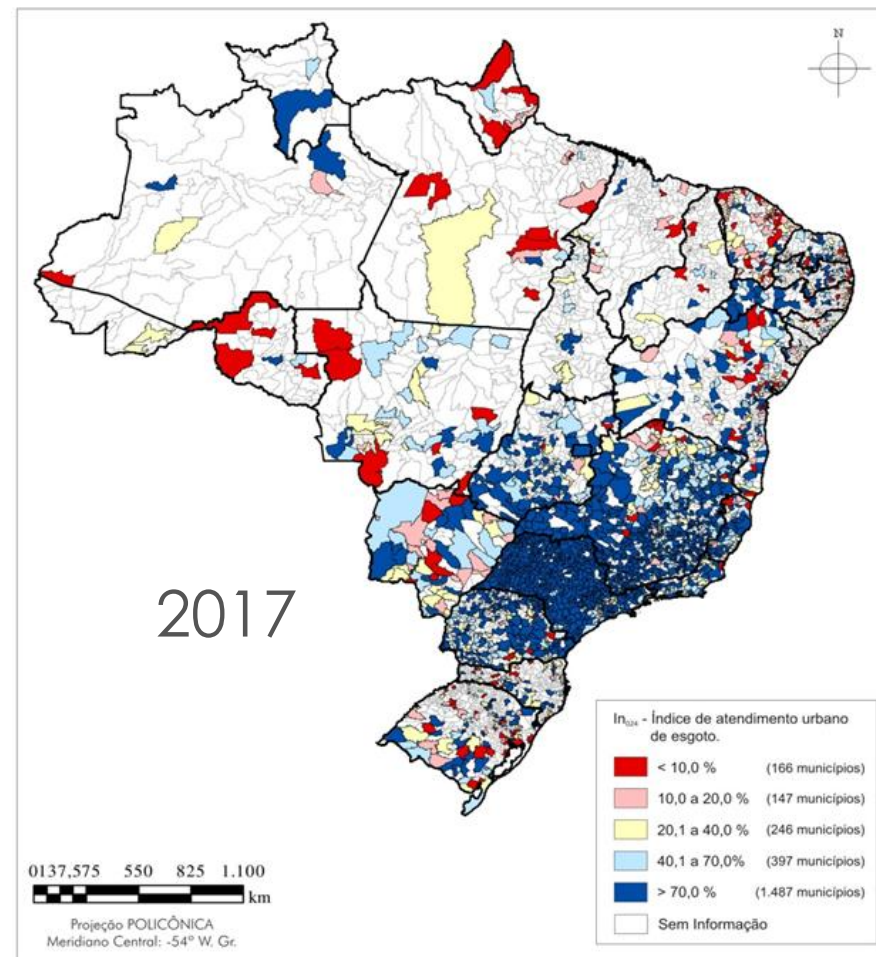 N
2017
In024 - Índice de atendimento urbano
de esgoto.
< 10,0 % (166 municípios)
10,0 a 20,0 % (147 municípios)
20,1 a 40,0 % (246 municípios)
40,1 a 70,0% (397 municípios)
> 70,0 % (1.487 municípios)
Sem Informação
0137,575 550 825 1.100
km
Projeção POLICÔNICA
Meridiano Central: -54° W. Gr.